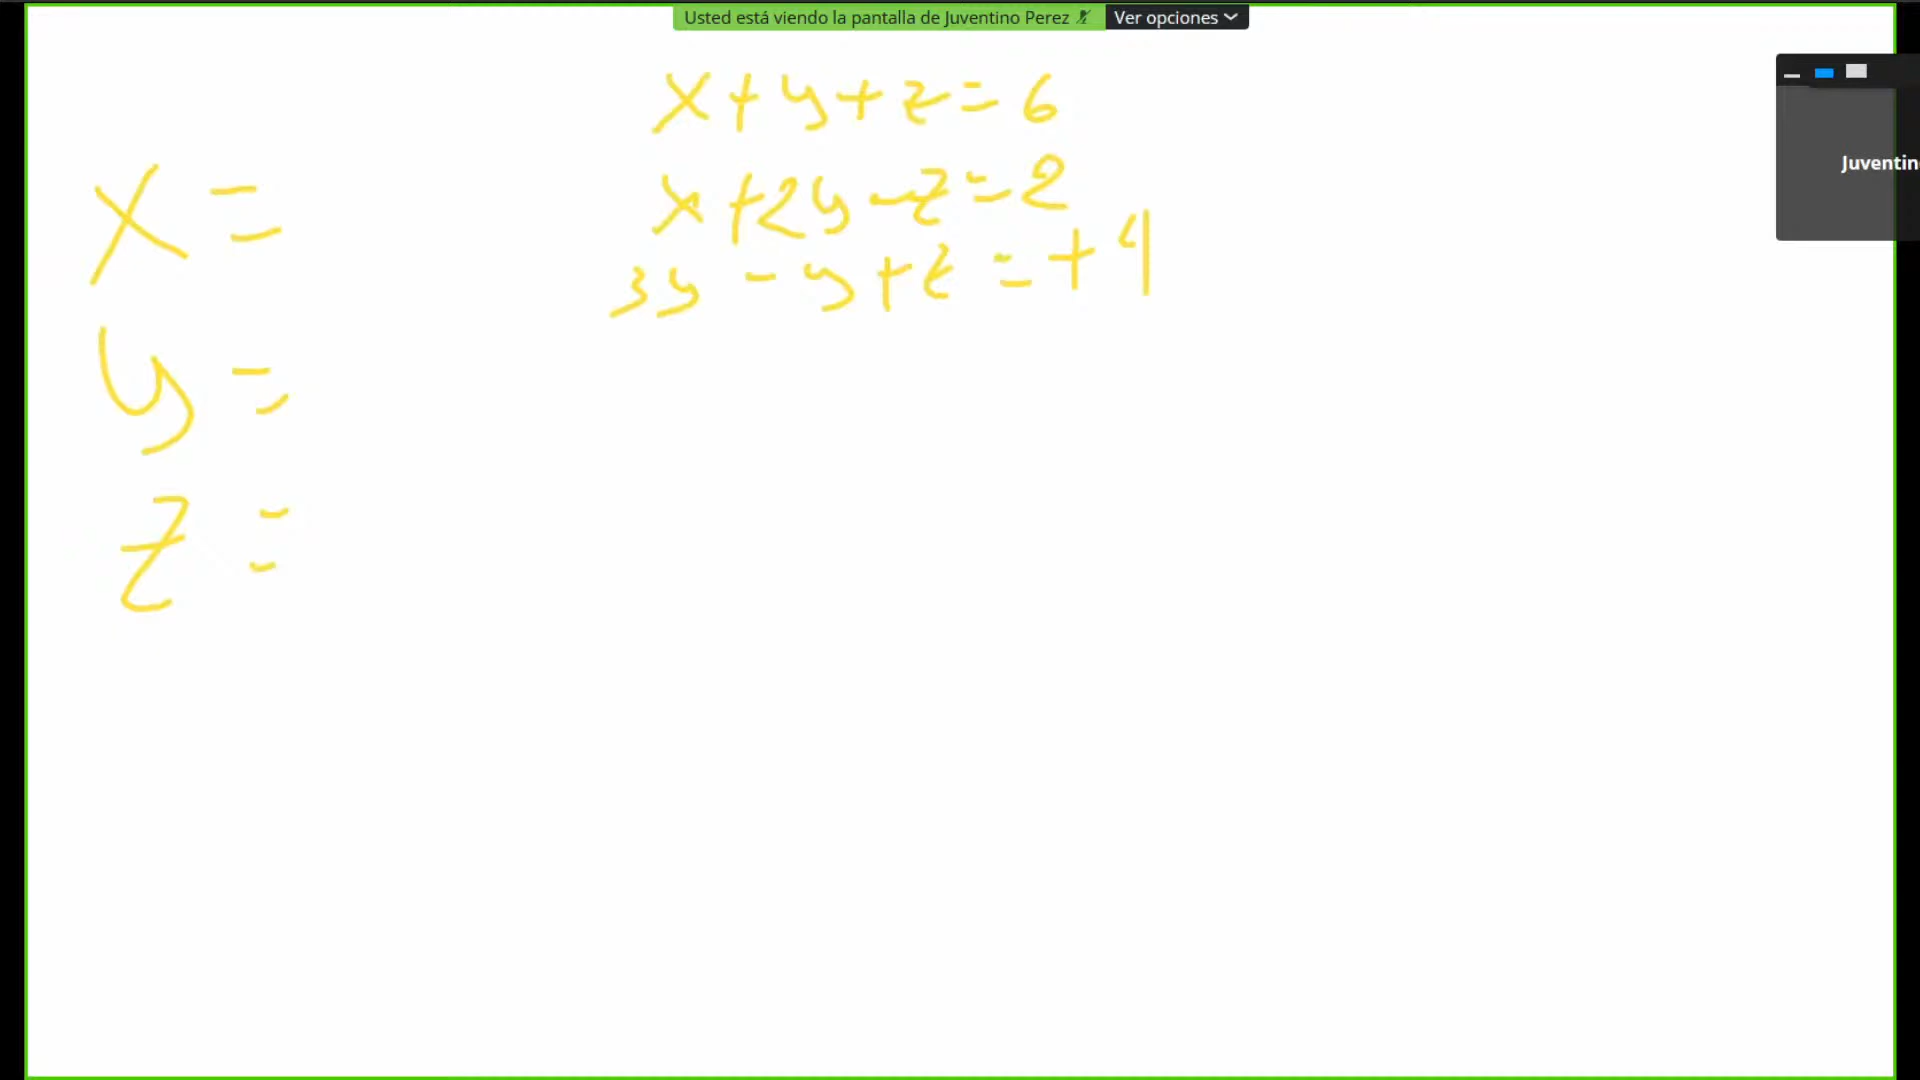 Usted está viendo la pantalla de Juventino Perez
Ver opciones
x+y+z=6
x+2y-z=2
3y-y+z=+4
x=
y=
z=
Juventin